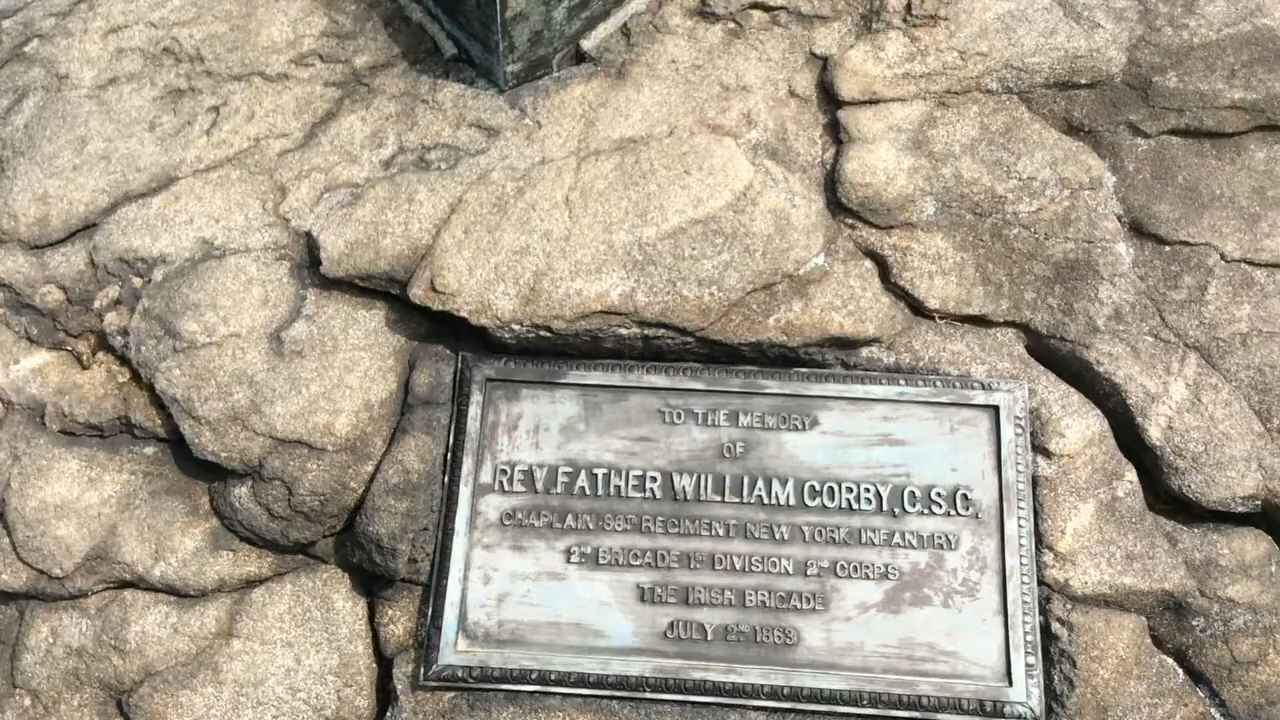 TO THE MEMORY
OF
REV. FATHER WILLIAM CORBY, C.S.C.
CHAPLAIN 88TH REGIMENT NEW YORK INFANTRY
2ND BRIGADE 1ST DIVISION 2ND CORPS
THE IRISH BRIGADE
JULY 2ND 1863